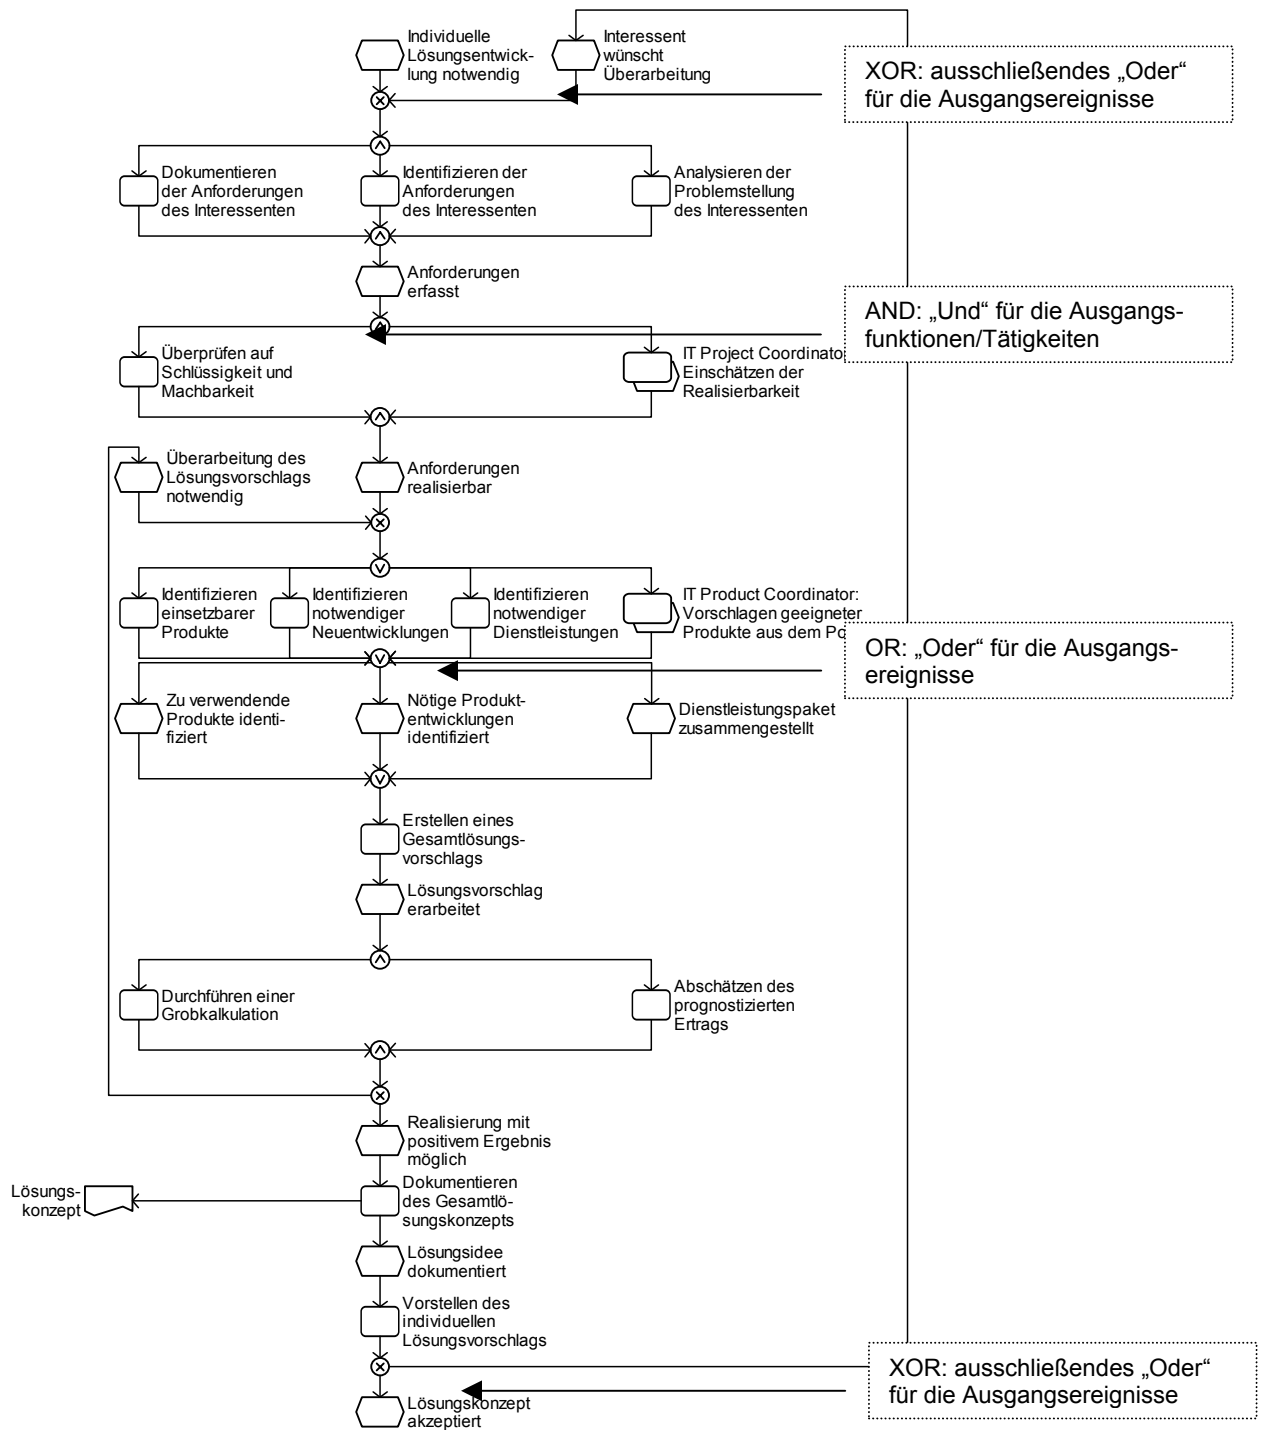 Individuelle
Lösungsentwick-
lung notwendig
Interessent
wünscht
Überarbeitung
XOR: ausschließendes „Oder“
für die Ausgangsereignisse
Dokumentieren
der Anforderungen
des Interessenten
Identifizieren der
Anforderungen
des Interessenten
Analysieren der
Problemstellung
des Interessenten
Anforderungen
erfasst
AND: „Und“ für die Ausgangs-
funktionen/Tätigkeiten
Überprüfen auf
Schlüssigkeit und
Machbarkeit
IT Project Coordinato
Einschätzen der
Realisierbarkeit
Überarbeitung des
Lösungsvorschlags
notwendig
Anforderungen
realisierbar
Identifizieren
einsetzbarer
Produkte
Identifizieren
notwendiger
Neuentwicklungen
Identifizieren
notwendiger
Dienstleistungen
IT Product Coordinator:
Vorschlagen geeigneter
Produkte aus dem Po
OR: „Oder“ für die Ausgangs-
ereignisse
Zu verwendende
Produkte identi-
fiziert
Nötige Produkt-
entwicklungen
identifiziert
Dienstleistungspaket
zusammengestellt
Erstellen eines
Gesamtlösungs-
vorschlags
Lösungsvorschlag
erarbeitet
Durchführen einer
Grobkalkulation
Abschätzen des
prognostizierten
Ertrags
Realisierung mit
positivem Ergebnis
möglich
Lösungs-
konzept
Dokumentieren
des Gesamtlö-
sungskonzepts
Lösungsidee
dokumentiert
Vorstellen des
individuellen
Lösungsvorschlags
XOR: ausschließendes „Oder“
für die Ausgangsereignisse
Lösungskonzept
akzeptiert